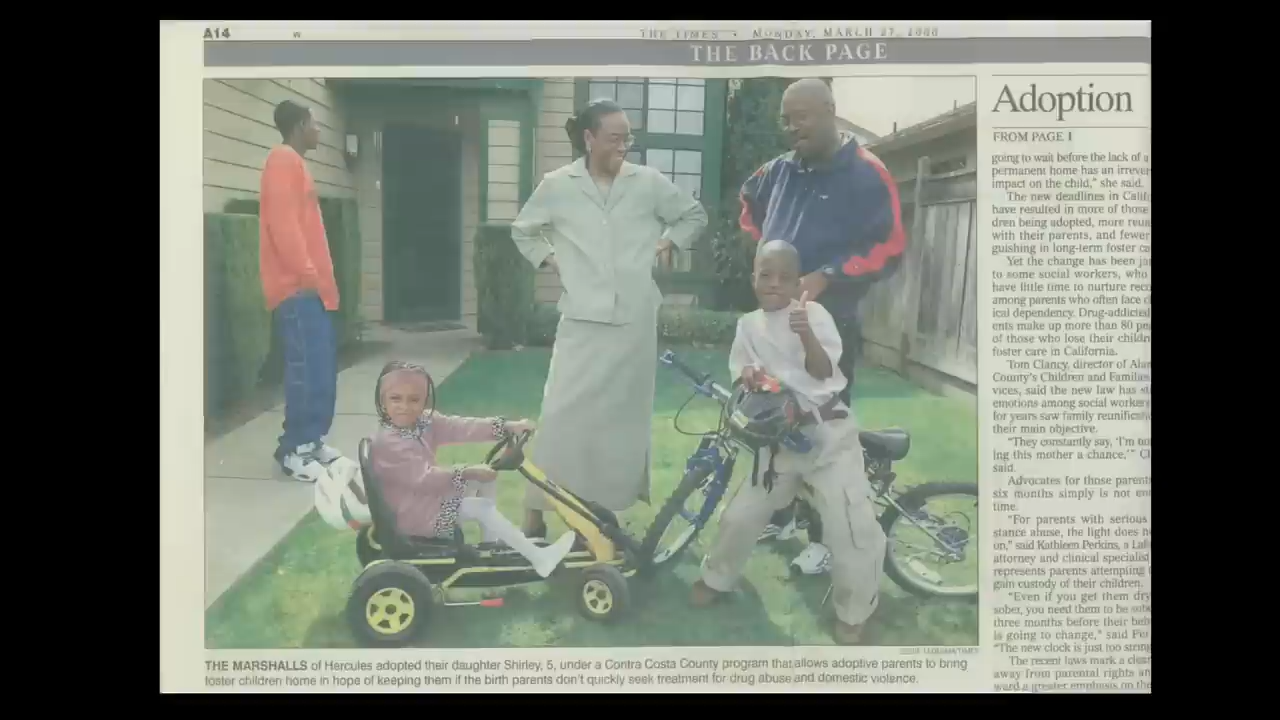 A14
THE TIMES • MONDAY, MARCH 27, 2000
THE BACK PAGE
Adoption
FROM PAGE 1
going to wait before the lack of a
permanent home has an
impact on the child," she said.
The new deadlines in
have resulted in more of those
being adopted, more
with their parents, and fewer
in long-term foster
Yet the change has been
to some social workers, who
have little time to nurture
among parents who often face
dependency.
make up more than 80
of those who lose their
foster care in California.
Tom Clancy, director of
County's Children and Families
said the new law has
emotions among social workers
for years saw family
their main objective.
"They constantly say, 'I'm
this mother a chance,'"
said.
Advocates for those parents
six months simply is not
time.
"For parents with serious
abuse, the light does
on," said Kathleen Perkins, a
attorney and clinical
represents parents attempting
custody of their children.
"Even if you get them dry
sober, you need them to be
three months before their
is going to change," said
"The new clock is just too
The recent laws mark a
away from parental rights
ward a greater emphasis on
THE MARSHALLS of Hercules adopted their daughter Shirley, 5, under a Contra Costa County program that allows adoptive parents to bring
foster children home in hope of keeping them if the birth parents don't quickly seek treatment for drug abuse and domestic violence.